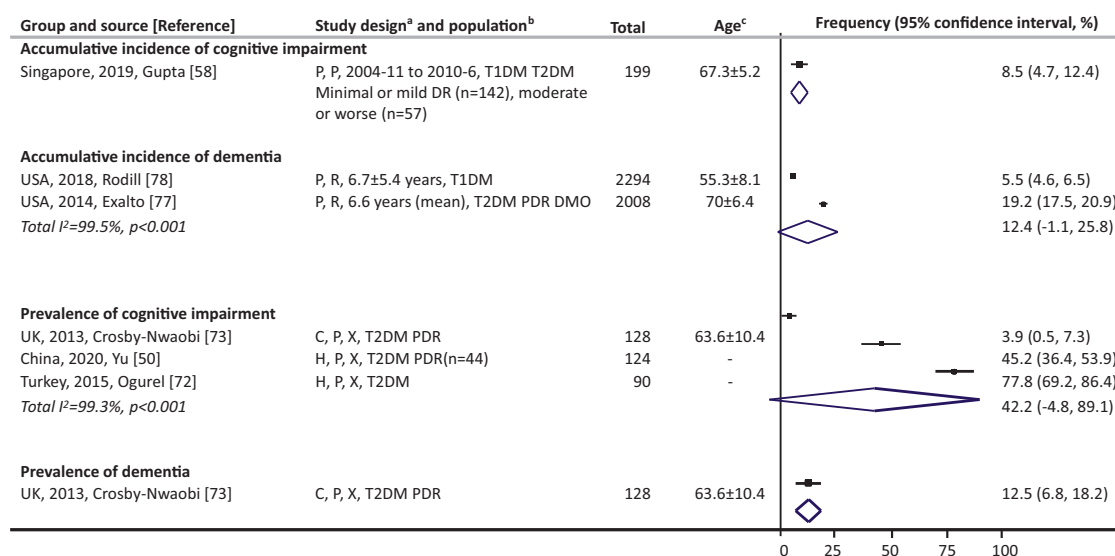 Group and source [Reference] Study designᵃ and populationᵇ Total Ageᶜ Frequency (95% confidence interval, %)
Accumulative incidence of cognitive impairment
Singapore, 2019, Gupta [58] P, P, 2004-11 to 2010-6, T1DM T2DM 199 67.3±5.2 8.5 (4.7, 12.4)
Minimal or mild DR (n=142), moderate
or worse (n=57)
Accumulative incidence of dementia
USA, 2018, Rodill [78] P, R, 6.7±5.4 years, T1DM 2294 55.3±8.1 5.5 (4.6, 6.5)
USA, 2014, Exalto [77] P, R, 6.6 years (mean), T2DM PDR DMO 2008 70±6.4 19.2 (17.5, 20.9)
Total I²=99.5%, p<0.001 12.4 (-1.1, 25.8)
Prevalence of cognitive impairment
UK, 2013, Crosby-Nwaobi [73] C, P, X, T2DM PDR 128 63.6±10.4 3.9 (0.5, 7.3)
China, 2020, Yu [50] H, P, X, T2DM PDR(n=44) 124 - 45.2 (36.4, 53.9)
Turkey, 2015, Ogurel [72] H, P, X, T2DM 90 - 77.8 (69.2, 86.4)
Total I²=99.3%, p<0.001 42.2 (-4.8, 89.1)
Prevalence of dementia
UK, 2013, Crosby-Nwaobi [73] C, P, X, T2DM PDR 128 63.6±10.4 12.5 (6.8, 18.2)
0 25 50 75 100